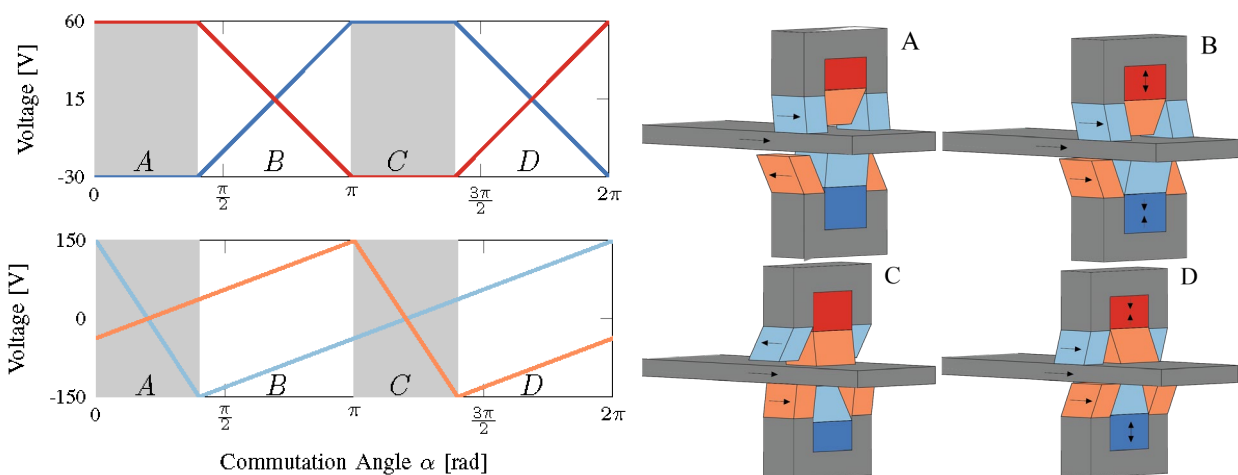 Voltage [V]
60
15
-30
A
B
C
D
0
π/2
π
3π/2
2π
Voltage [V]
150
0
-150
A
B
C
D
0
π/2
π
3π/2
2π
Commutation Angle α [rad]
A
B
C
D